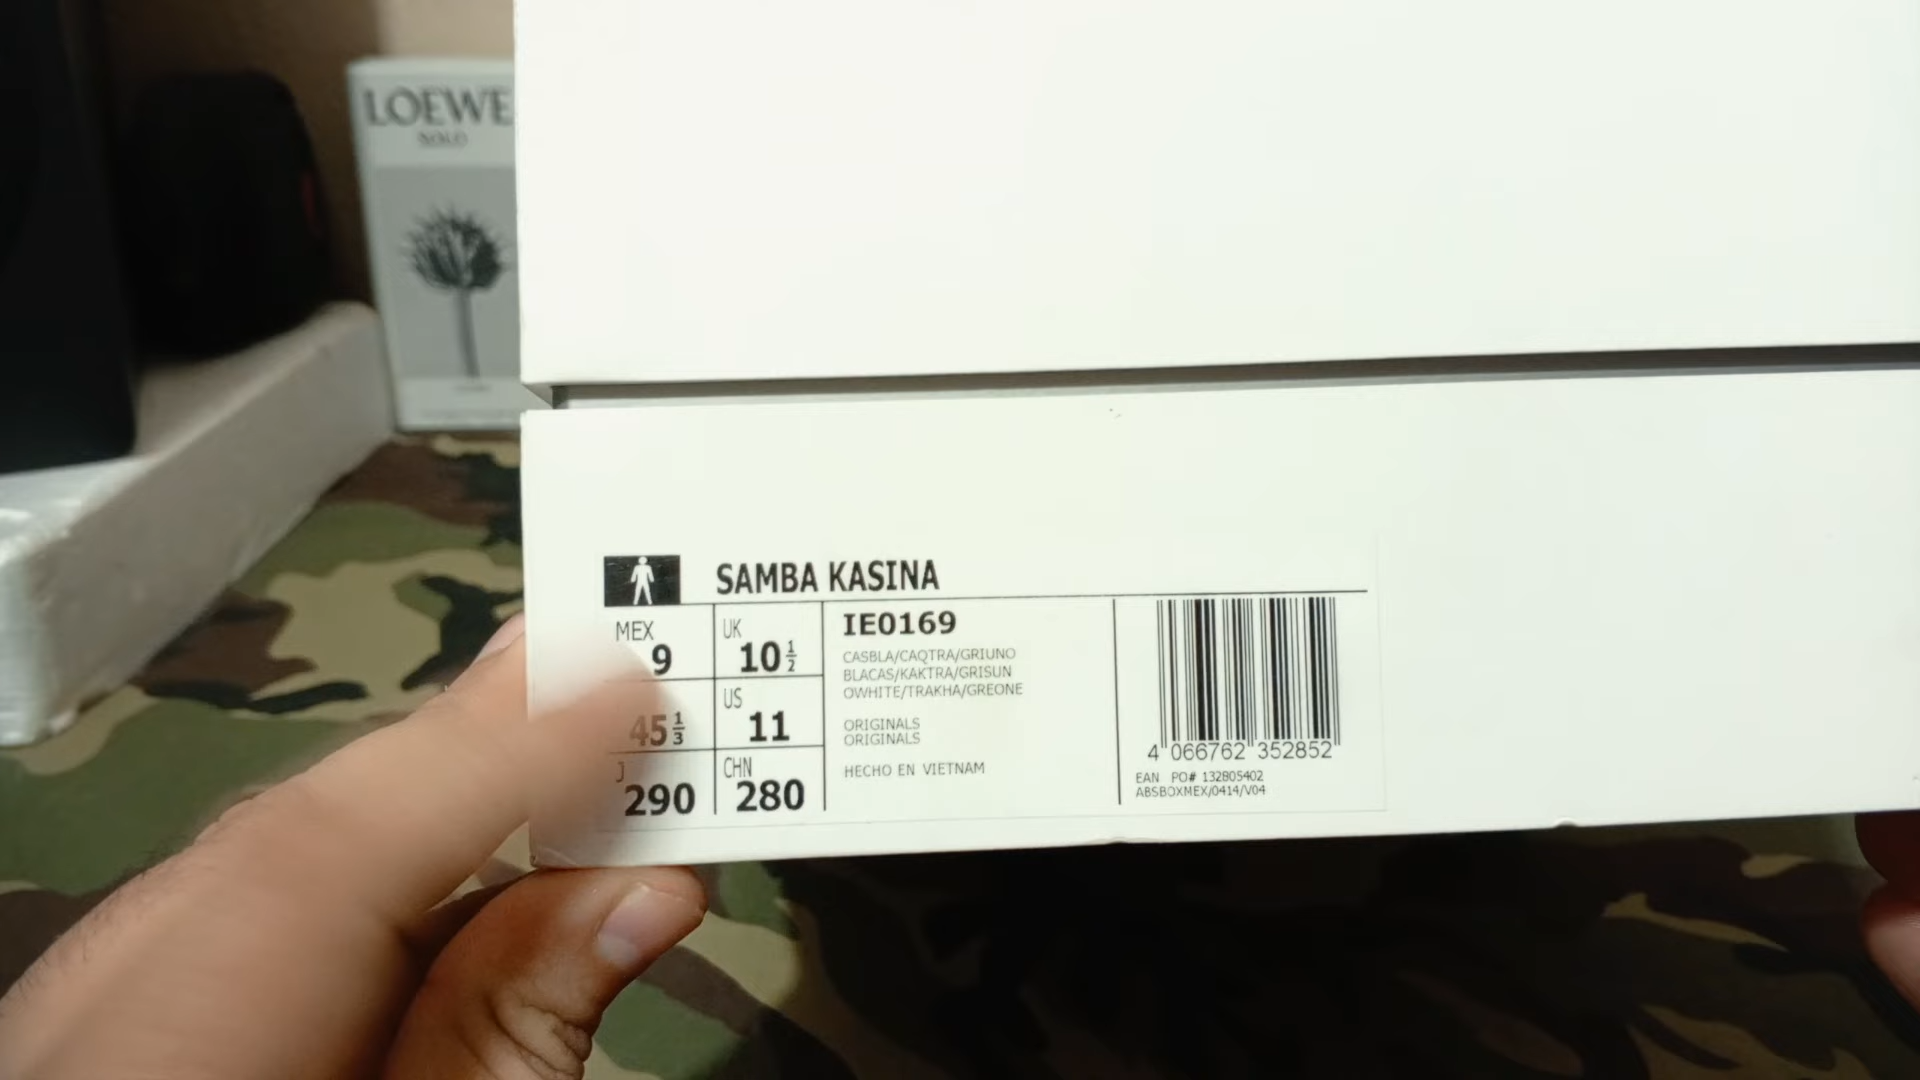 LOEWE
SOLO
SAMBA KASINA
MEX
9
UK
10 1/2
45 1/3
US
11
J
290
CHN
280
IE0169
CASBLA/CAQTRA/GRIUNO
BLACAS/KAKTRA/GRISUN
OWHITE/TRAKHA/GREONE
ORIGINALS
ORIGINALS
HECHO EN VIETNAM
4 066762 352852
EAN PO# 132805402
ABSBOXMEX/0414/V04